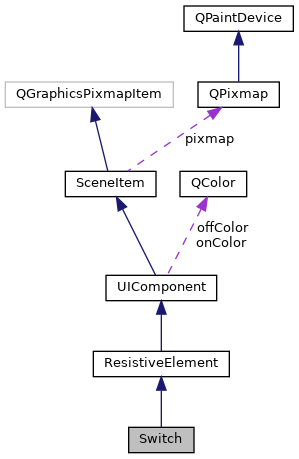 QPaintDevice
QGraphicsPixmapItem
QPixmap
pixmap
SceneItem
QColor
offColor
onColor
UIComponent
ResistiveElement
Switch